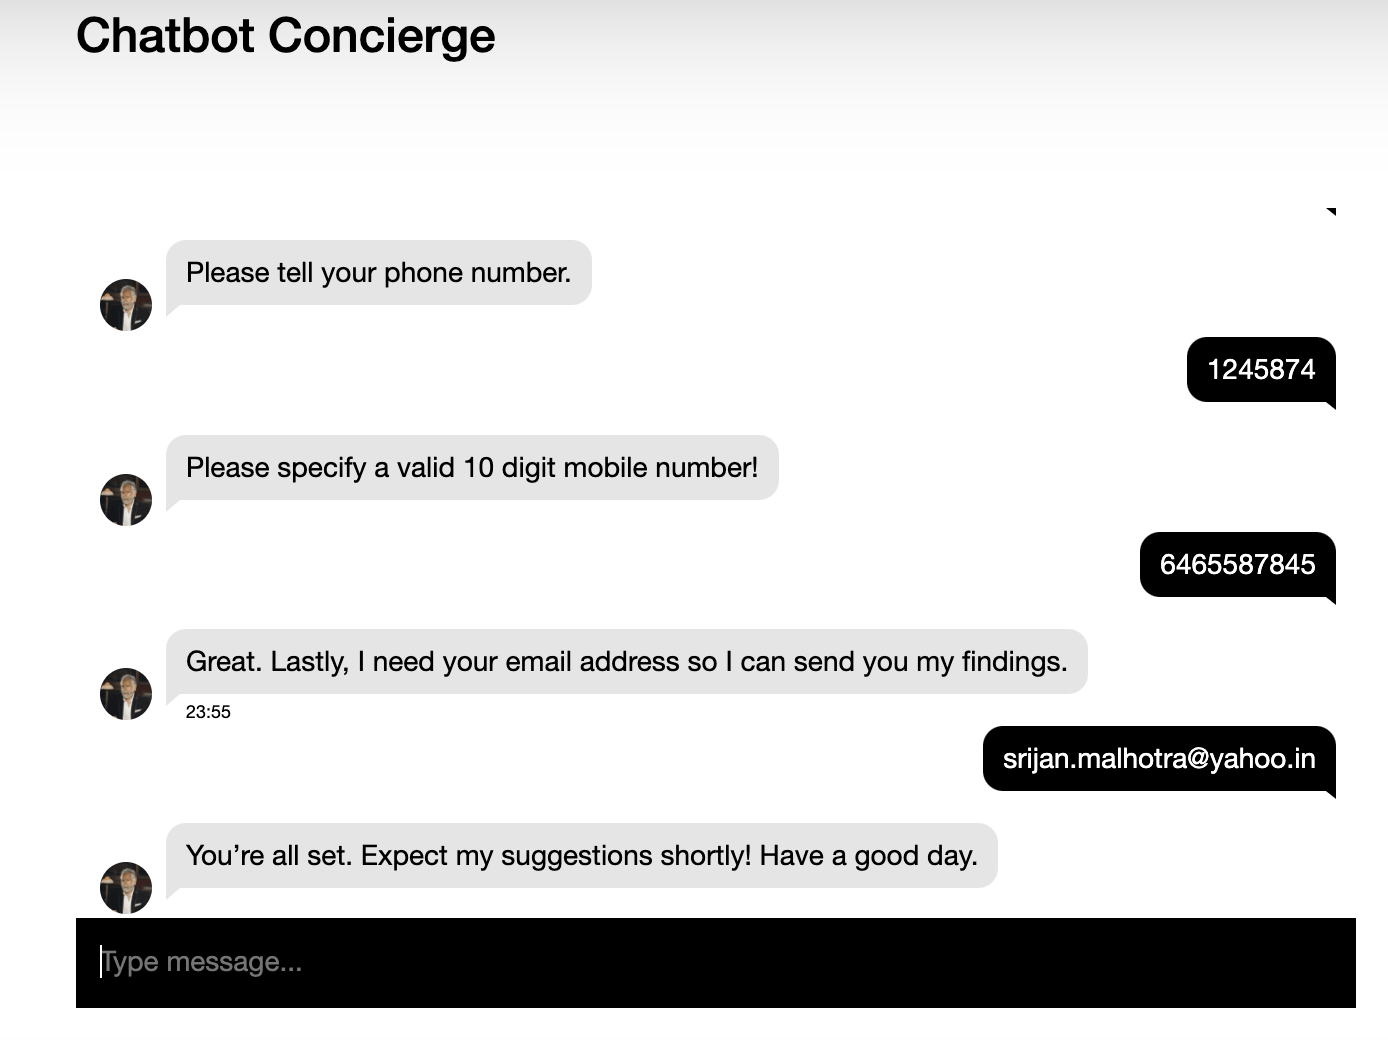 Chatbot Concierge
Please tell your phone number.
1245874
Please specify a valid 10 digit mobile number!
6465587845
Great. Lastly, I need your email address so I can send you my findings.
23:55
srijan.malhotra@yahoo.in
You’re all set. Expect my suggestions shortly! Have a good day.
Type message...